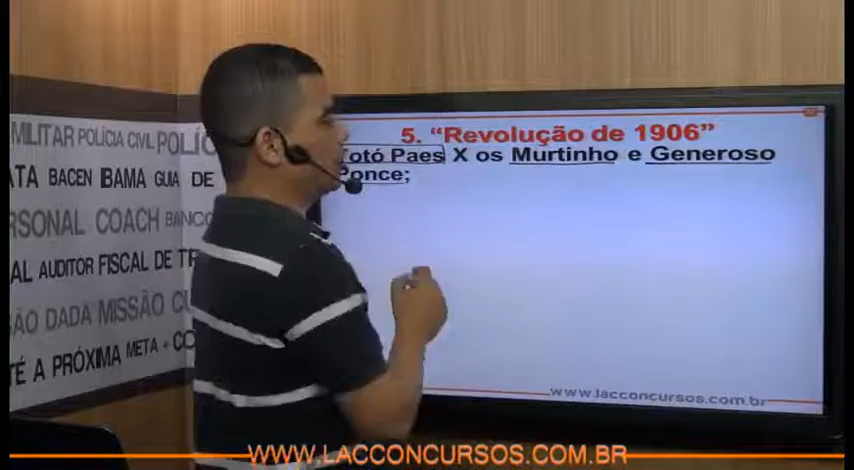 MILITAR POLÍCIA CIVIL POLÍC
ATA BACEN IBAMA GUIA DE
RSONAL COACH BANCO
AL AUDITOR FISCAL DE TR
SÃO DADA MISSÃO CU
TÉ A PRÓXIMA META CO
5. “Revolução de 1906”
Totó Paes X os Murtinho e Generoso
Ponce;
www.lacconcursos.com.br
WWW.LACCONCURSOS.COM.BR